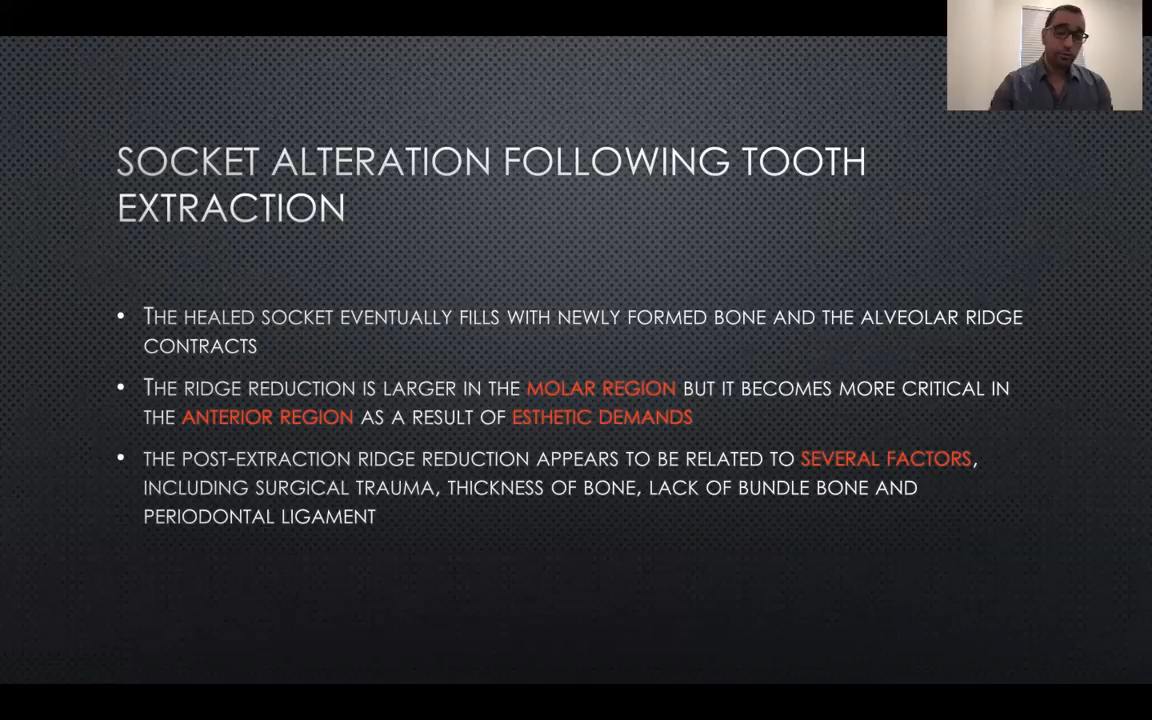 SOCKET ALTERATION FOLLOWING TOOTH
EXTRACTION
• THE HEALED SOCKET EVENTUALLY FILLS WITH NEWLY FORMED BONE AND THE ALVEOLAR RIDGE
CONTRACTS
• THE RIDGE REDUCTION IS LARGER IN THE MOLAR REGION BUT IT BECOMES MORE CRITICAL IN
THE ANTERIOR REGION AS A RESULT OF ESTHETIC DEMANDS
• THE POST-EXTRACTION RIDGE REDUCTION APPEARS TO BE RELATED TO SEVERAL FACTORS,
INCLUDING SURGICAL TRAUMA, THICKNESS OF BONE, LACK OF BUNDLE BONE AND
PERIODONTAL LIGAMENT